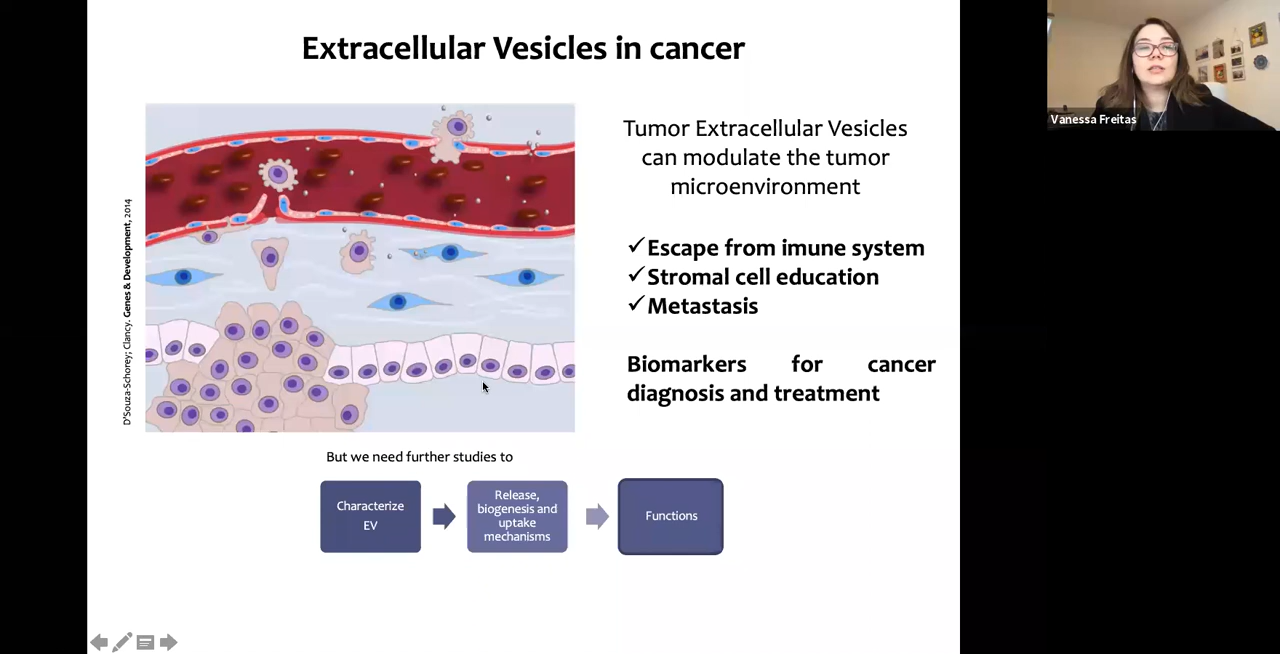 Extracellular Vesicles in cancer
D'Souza-Schorey; Clancy. Genes & Development, 2014
Tumor Extracellular Vesicles
can modulate the tumor
microenvironment
✓Escape from imune system
✓Stromal cell education
✓Metastasis
Biomarkers for cancer
diagnosis and treatment
But we need further studies to
Characterize
EV
Release,
biogenesis and
uptake
mechanisms
Functions
Vanessa Freitas